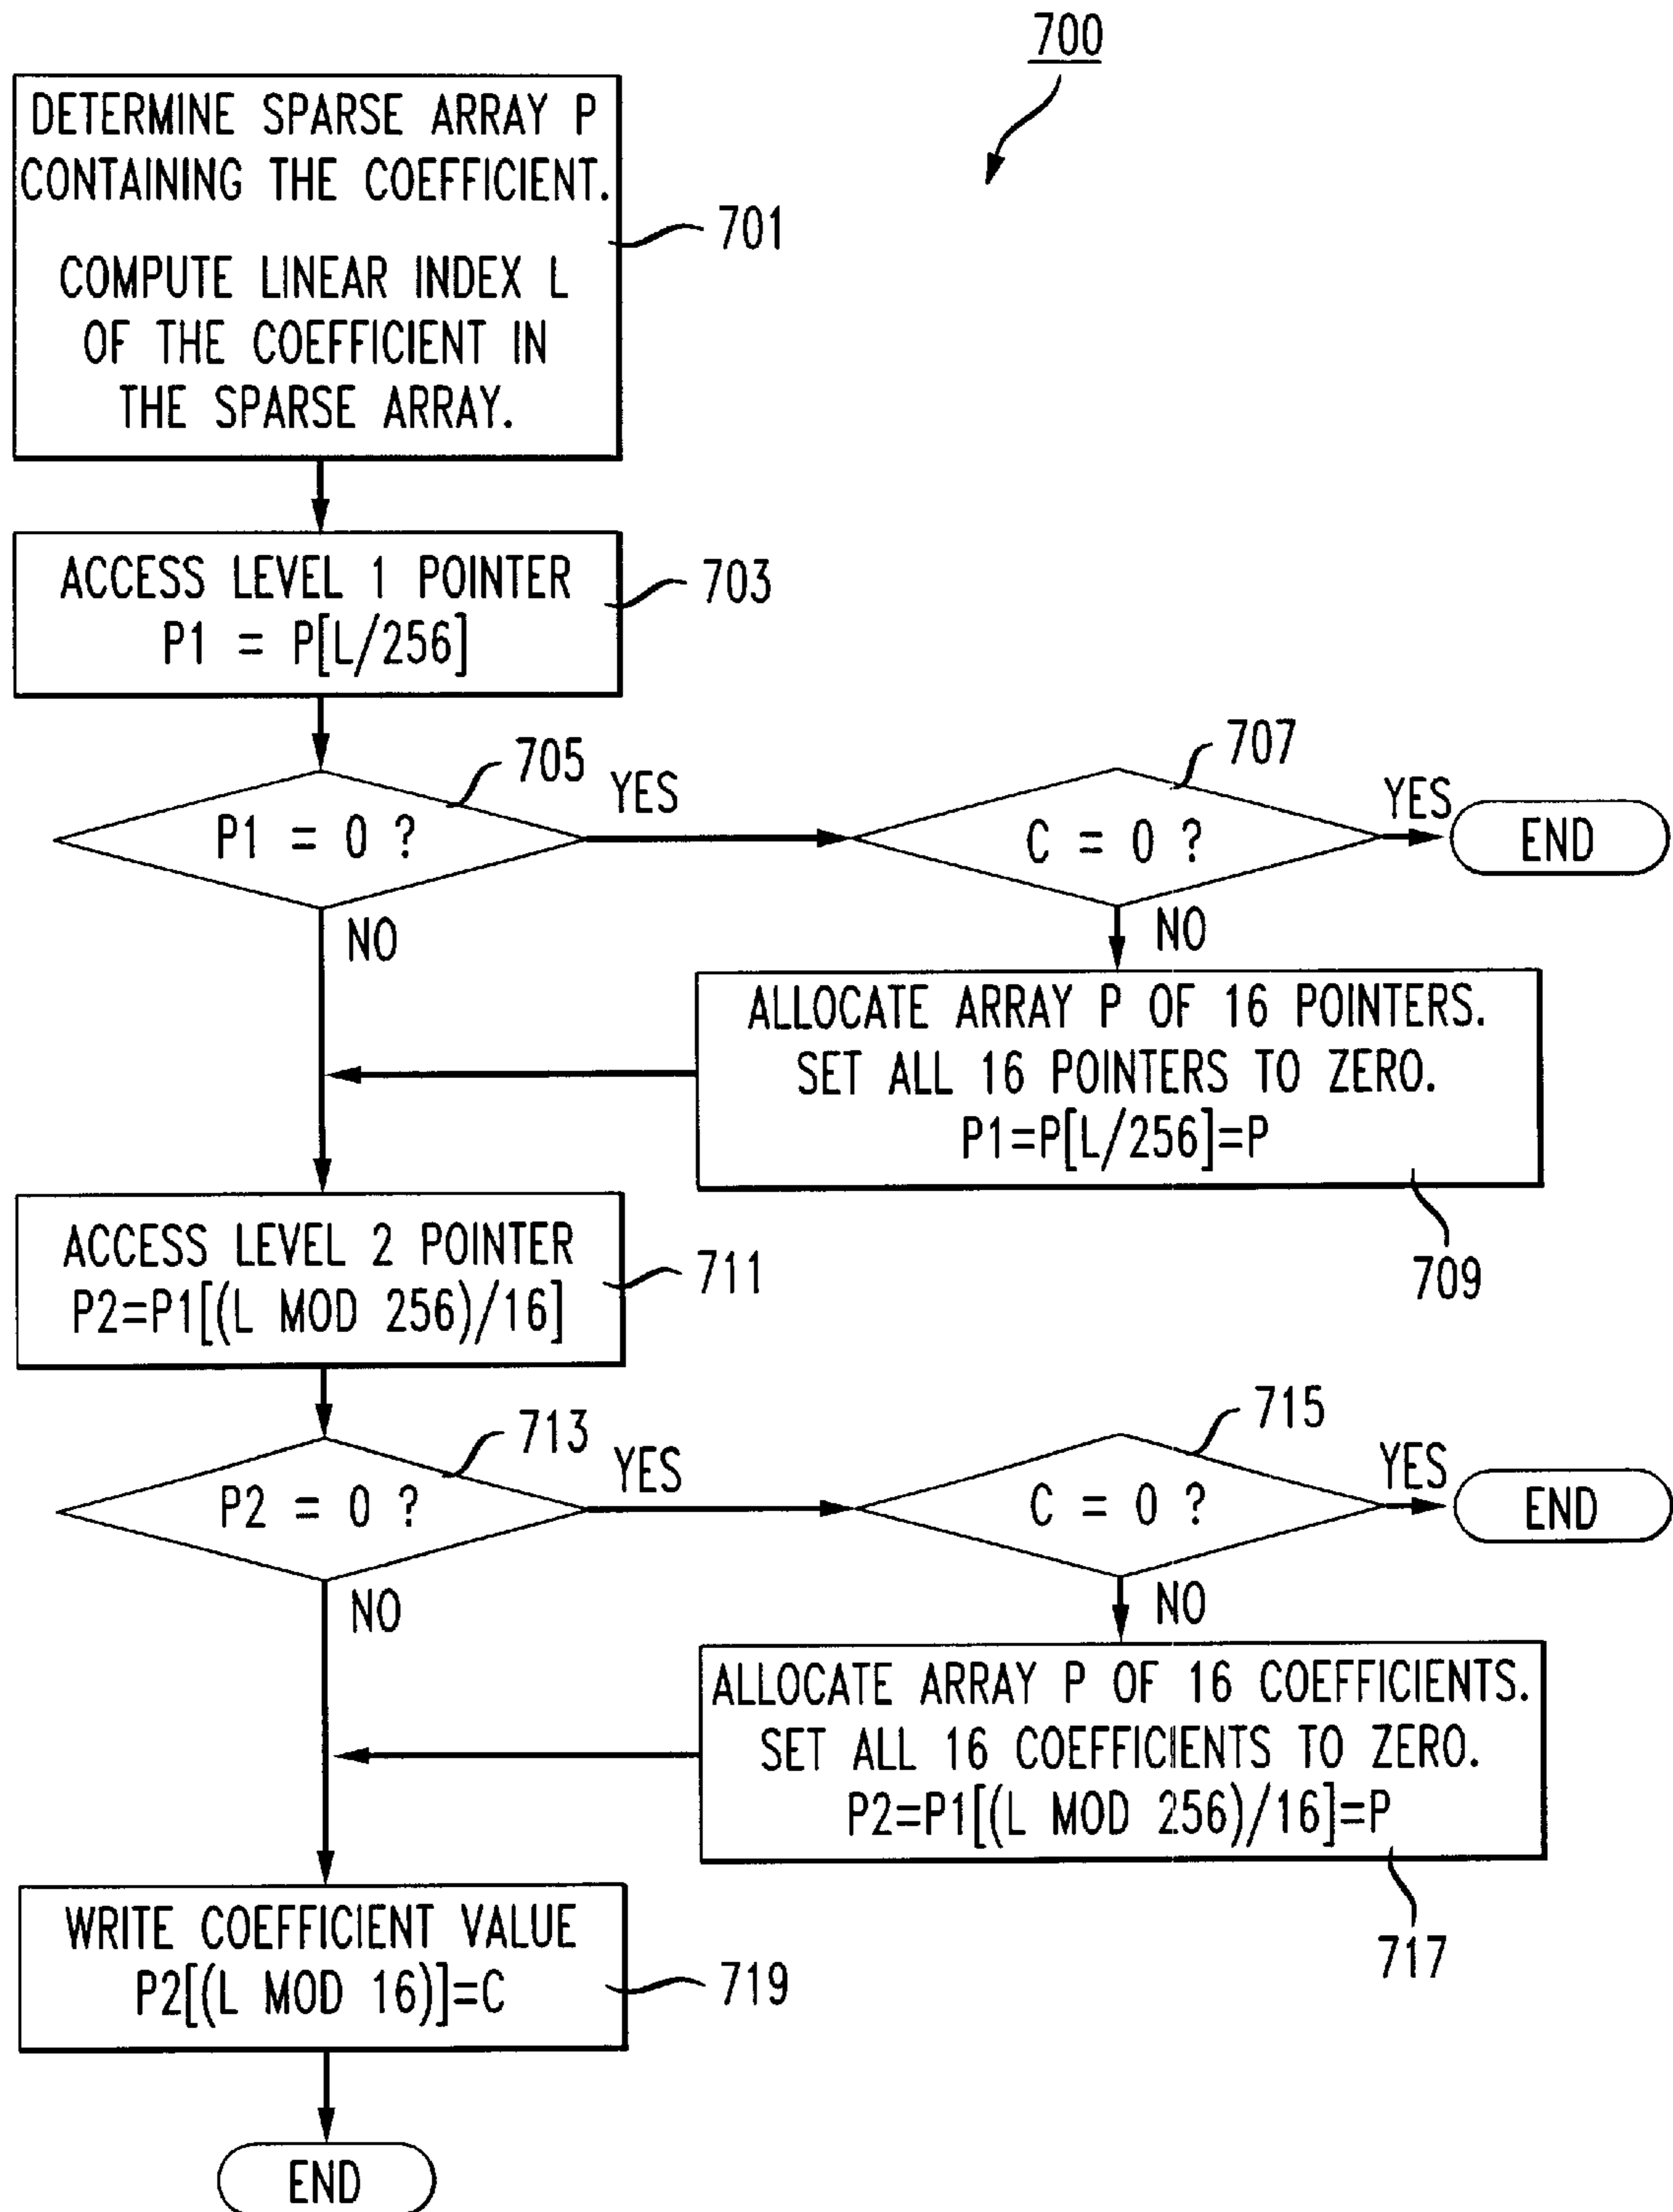 700
DETERMINE SPARSE ARRAY P
CONTAINING THE COEFFICIENT.
COMPUTE LINEAR INDEX L
OF THE COEFFICIENT IN
THE SPARSE ARRAY.
701
ACCESS LEVEL 1 POINTER
P1 = P[L/256]
703
P1 = 0 ?
705
YES
NO
C = 0 ?
707
YES
END
NO
ALLOCATE ARRAY P OF 16 POINTERS.
SET ALL 16 POINTERS TO ZERO.
P1=P[L/256]=P
709
ACCESS LEVEL 2 POINTER
P2=P1[(L MOD 256)/16]
711
P2 = 0 ?
713
YES
NO
C = 0 ?
715
YES
END
NO
ALLOCATE ARRAY P OF 16 COEFFICIENTS.
SET ALL 16 COEFFICIENTS TO ZERO.
P2=P1[(L MOD 256)/16]=P
717
WRITE COEFFICIENT VALUE
P2[(L MOD 16)]=C
719
END